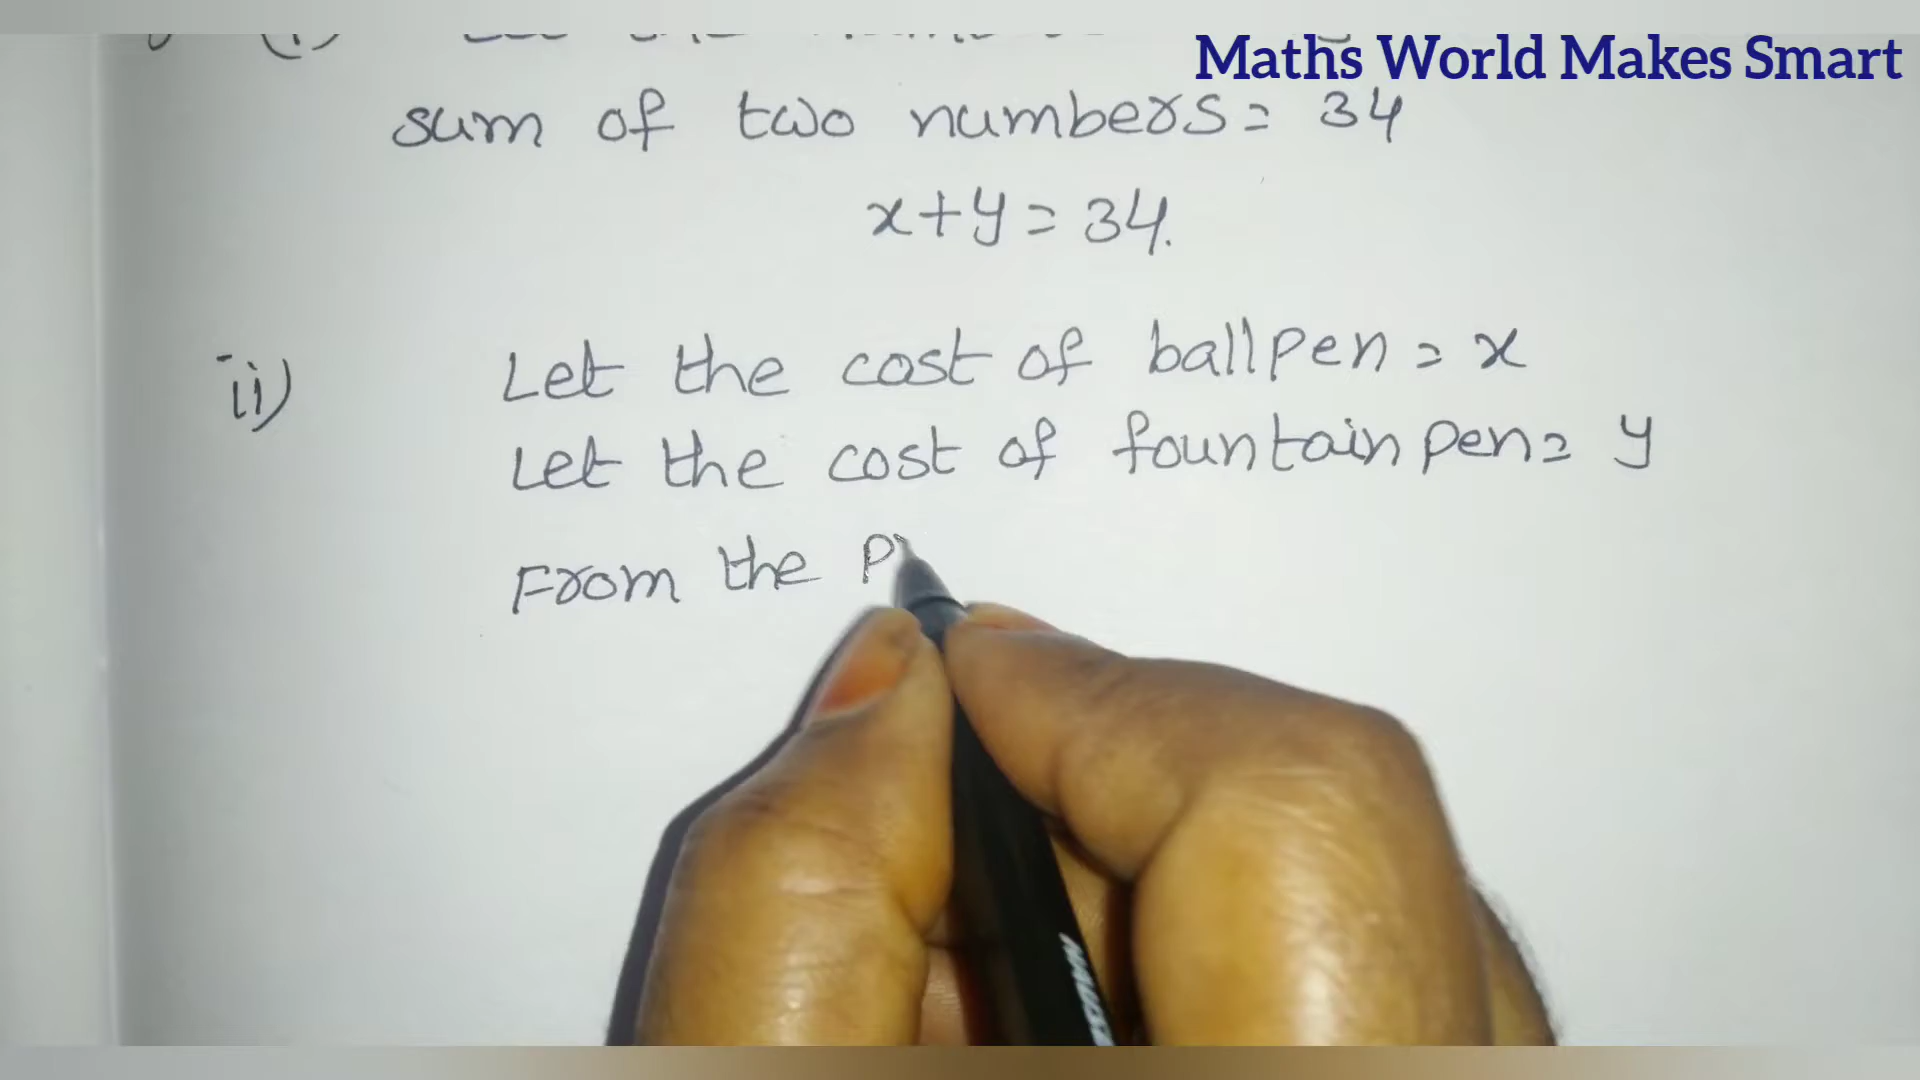 Maths World Makes Smart
sum of two numbers = 34
x+y = 34.
ii) Let the cost of ballpen = x
Let the cost of fountain pen = y
From the